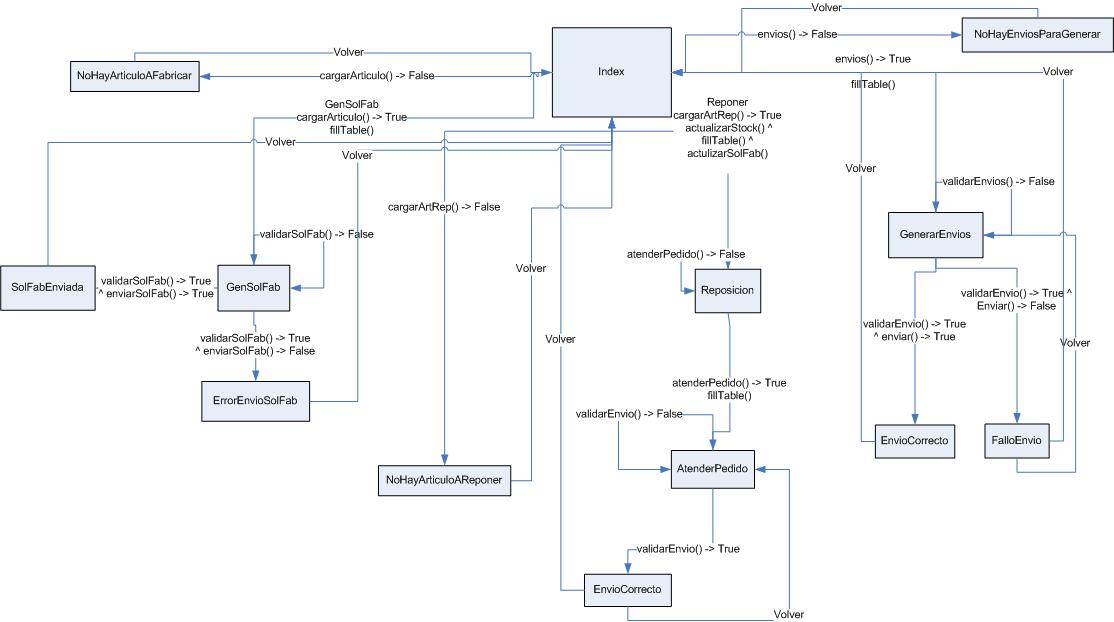 Volver
NoHayEnviosParaGenerar
envios() -> False
Volver
NoHayArticuloAFabricar
cargarArticulo() -> False
Index
envios() -> True
fillTable()
Volver
GenSolFab
cargarArticulo() -> True
fillTable()
Reponer
cargarArtRep() -> True
actualizarStock() ^
fillTable() ^
actulizarSolFab()
Volver
Volver
Volver
validarEnvios() -> False
cargarArtRep() -> False
validarSolFab() -> False
GenerarEnvios
atenderPedido() -> False
Volver
SolFabEnviada
validarSolFab() -> True
^ enviarSolFab() -> True
GenSolFab
Reposicion
validarEnvio() -> True ^
Enviar() -> False
validarEnvio() -> True
^ enviar() -> True
Volver
validarSolFab() -> True
^ enviarSolFab() -> False
Volver
ErrorEnvioSolFab
atenderPedido() -> True
fillTable()
validarEnvio() -> False
EnvioCorrecto
FalloEnvio
NoHayArticuloAReponer
AtenderPedido
validarEnvio() -> True
EnvioCorrecto
Volver